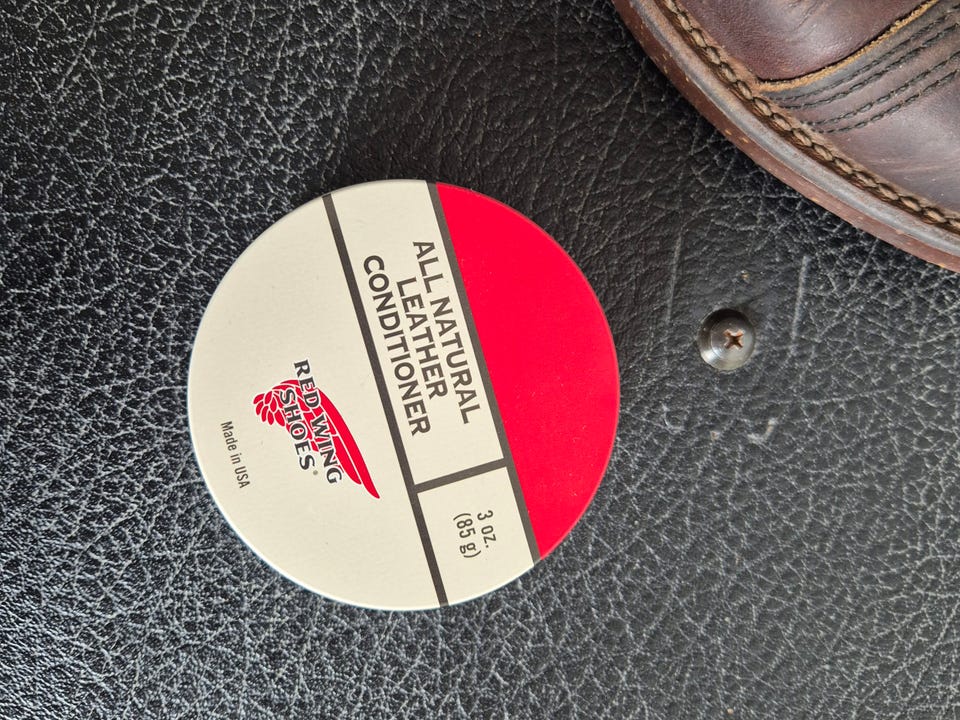 ALL NATURAL
LEATHER
CONDITIONER
3 oz.
(85 g)
RED WING
SHOES®
Made in USA